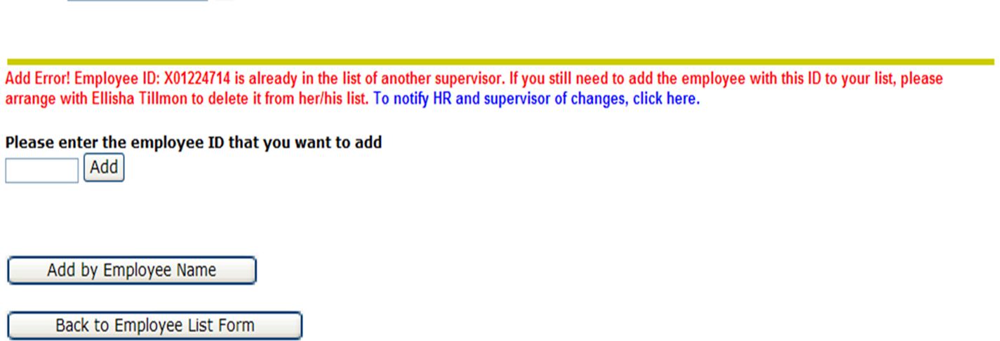 Add Error! Employee ID: X01224714 is already in the list of another supervisor. If you still need to add the employee with this ID to your list, please
arrange with Ellisha Tillmon to delete it from her/his list. To notify HR and supervisor of changes, click here.
Please enter the employee ID that you want to add
Add
Add by Employee Name
Back to Employee List Form